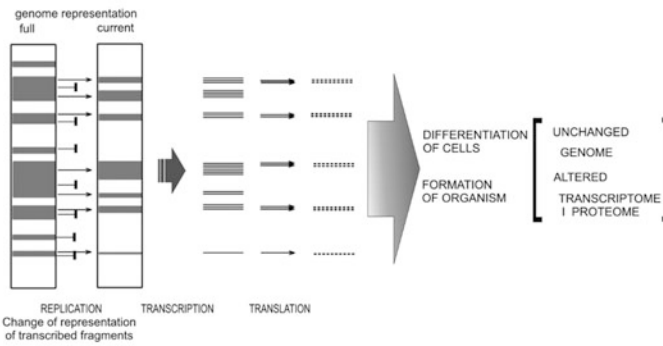 genome representation
full current
DIFFERENTIATION
OF CELLS
FORMATION
OF ORGANISM
UNCHANGED
GENOME
ALTERED
TRANSCRIPTOME
I PROTEOME
REPLICATION TRANSCRIPTION TRANSLATION
Change of representation
of transcribed fragments